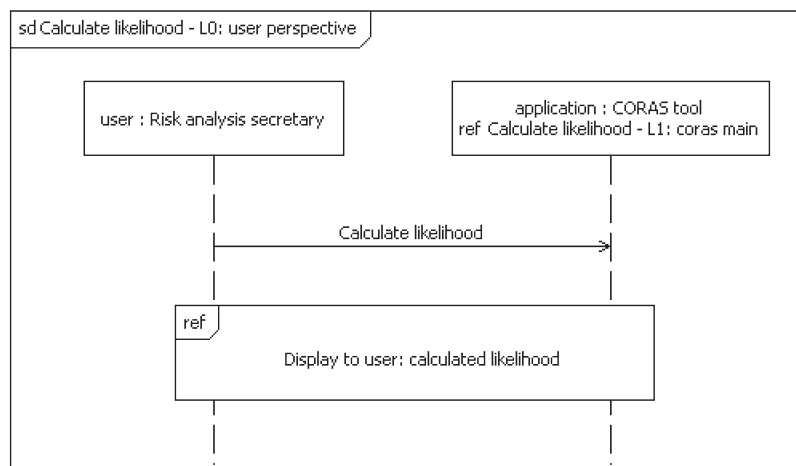 sd Calculate likelihood - L0: user perspective
user : Risk analysis secretary
application : CORAS tool
ref Calculate likelihood - L1: coras main
Calculate likelihood
ref
Display to user: calculated likelihood